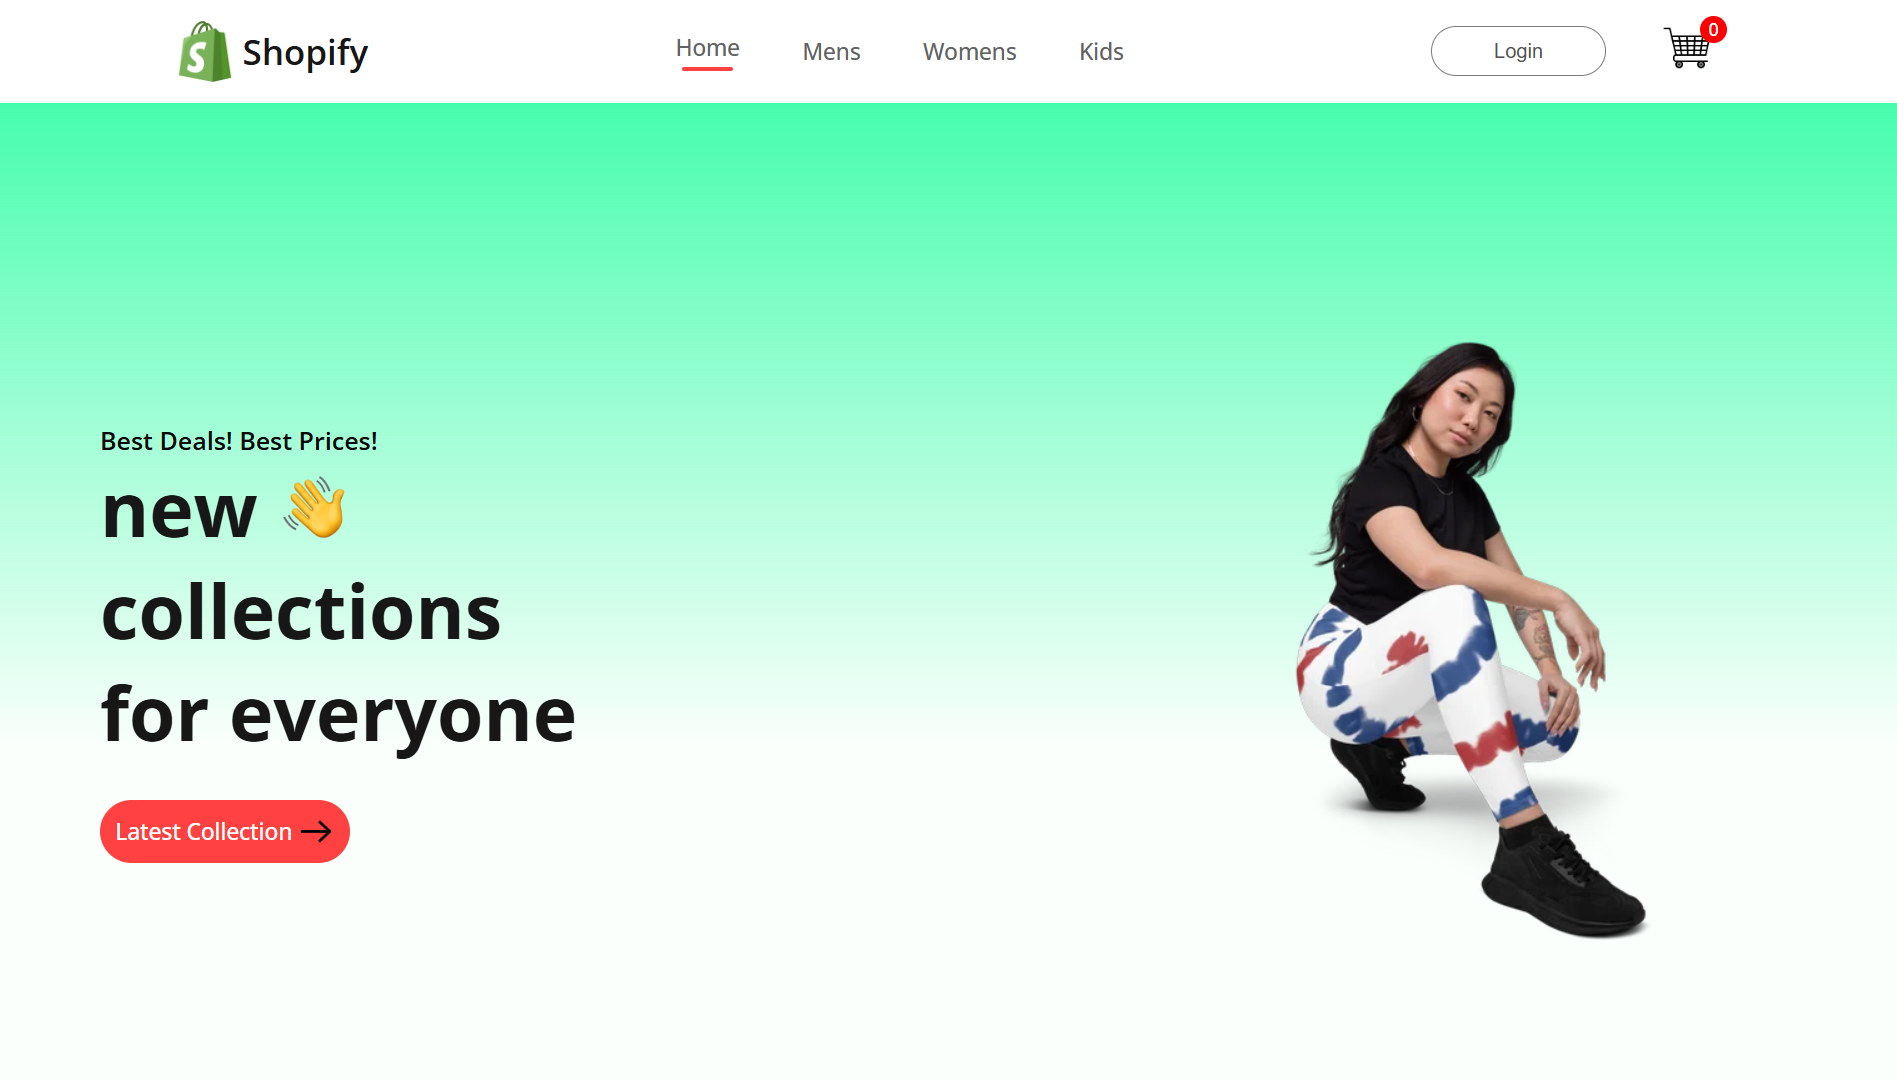 Shopify
Home Mens Womens Kids
Login
0
Best Deals! Best Prices!
new 👋
collections
for everyone
Latest Collection →